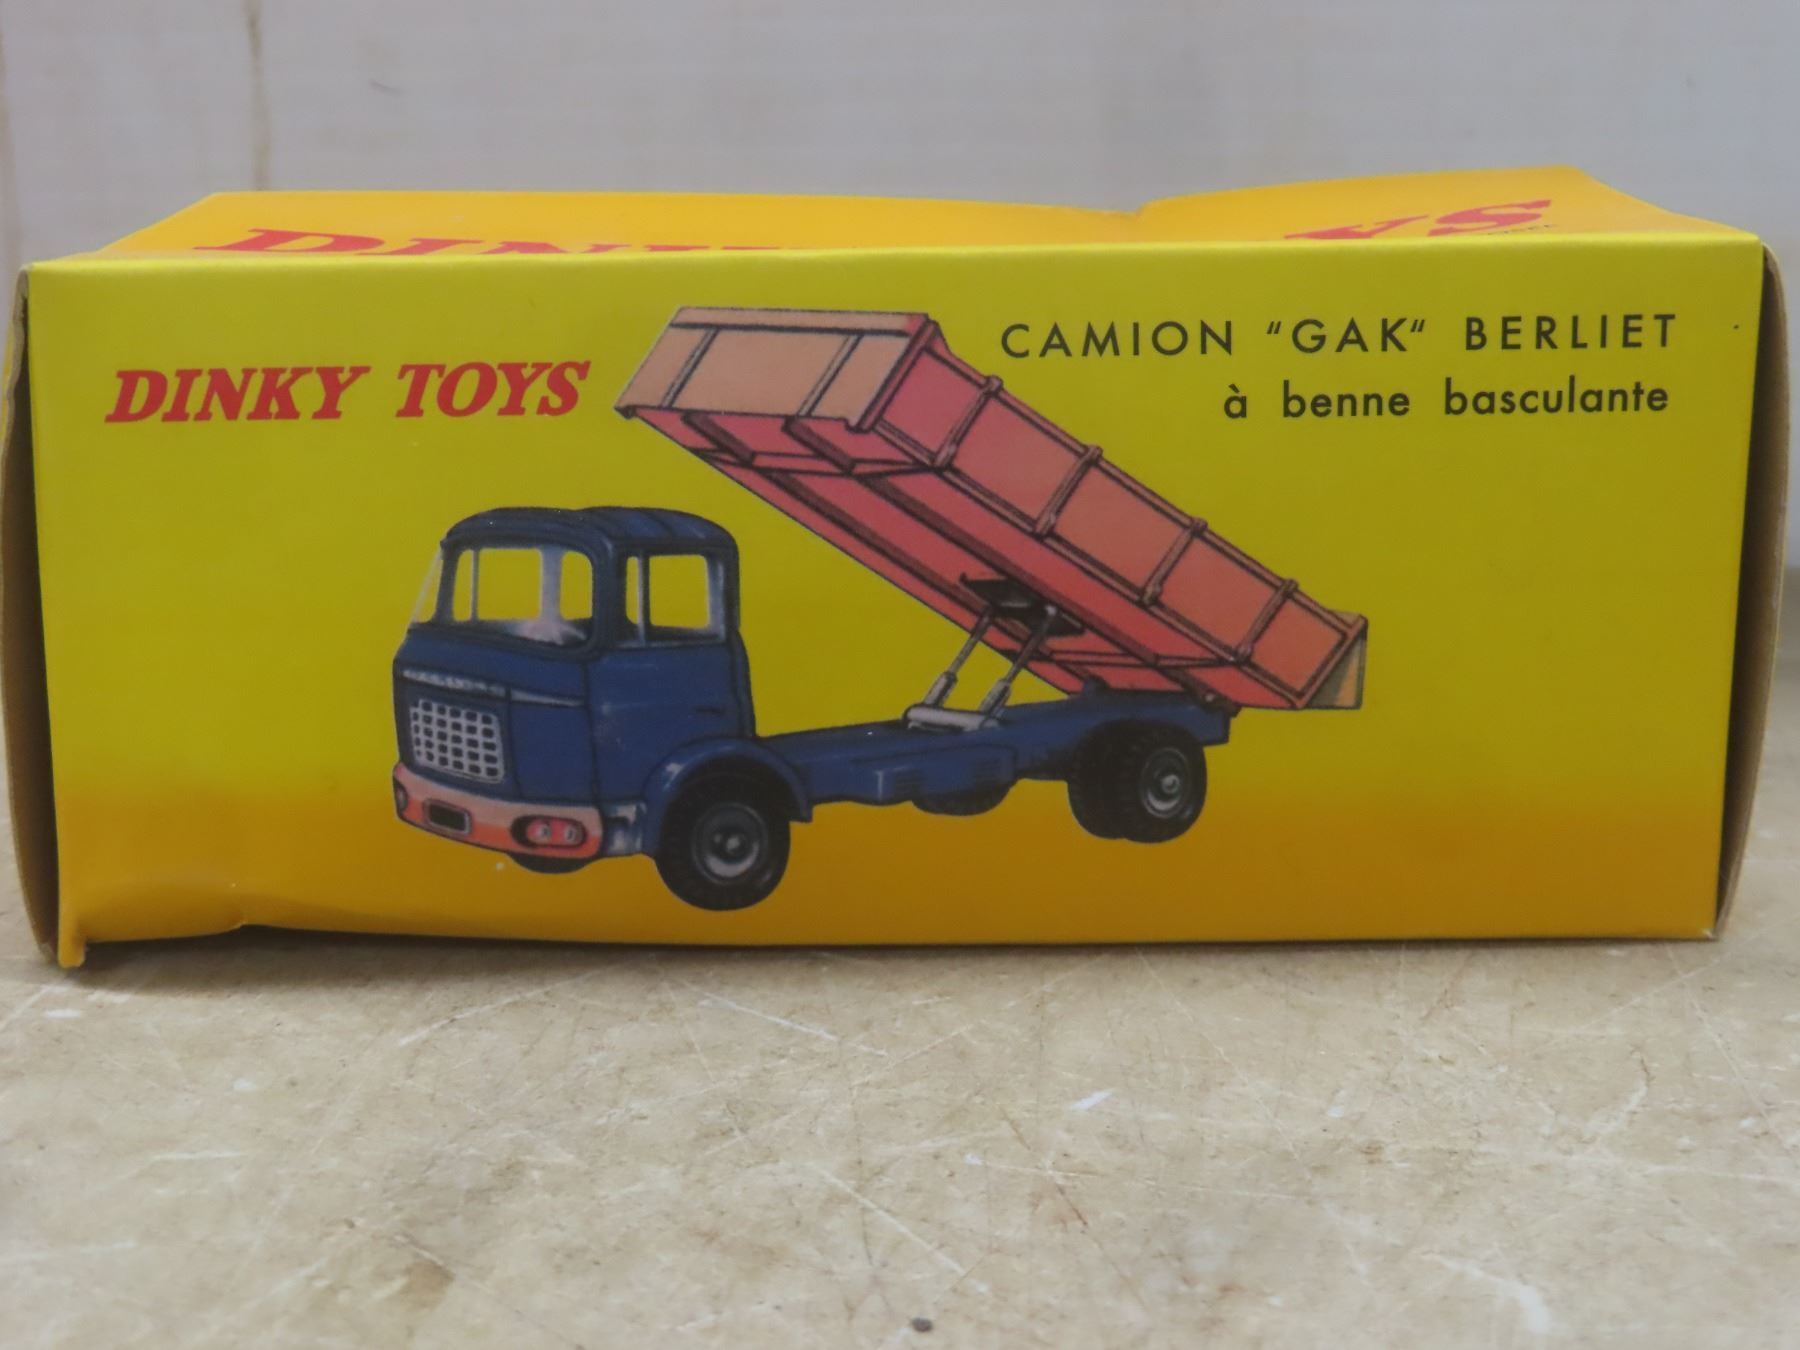 DINKY TOYS
CAMION "GAK" BERLIET
à benne basculante